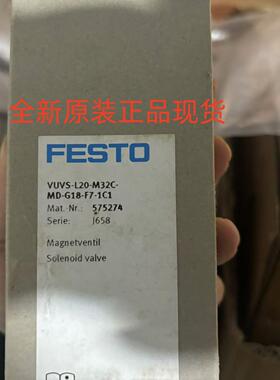 全新原装正品现货
FESTO
VUVS-L20-M32C-
MD-G18-F7-1C1
Mat.-Nr.: 575274
Serie: J658
Magnetventil
Solenoid valve